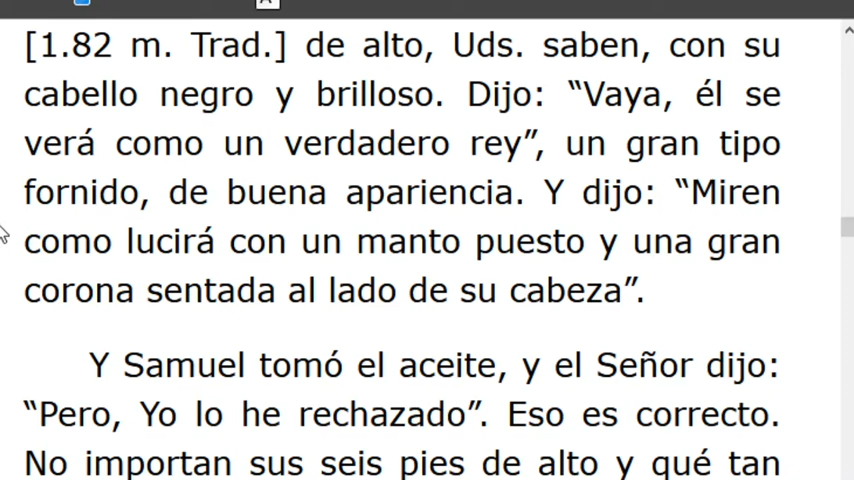 [1.82 m. Trad.] de alto, Uds. saben, con su
cabello negro y brilloso. Dijo: “Vaya, él se
verá como un verdadero rey”, un gran tipo
fornido, de buena apariencia. Y dijo: “Miren
como lucirá con un manto puesto y una gran
corona sentada al lado de su cabeza”.
Y Samuel tomó el aceite, y el Señor dijo:
“Pero, Yo lo he rechazado”. Eso es correcto.
No importan sus seis pies de alto y qué tan